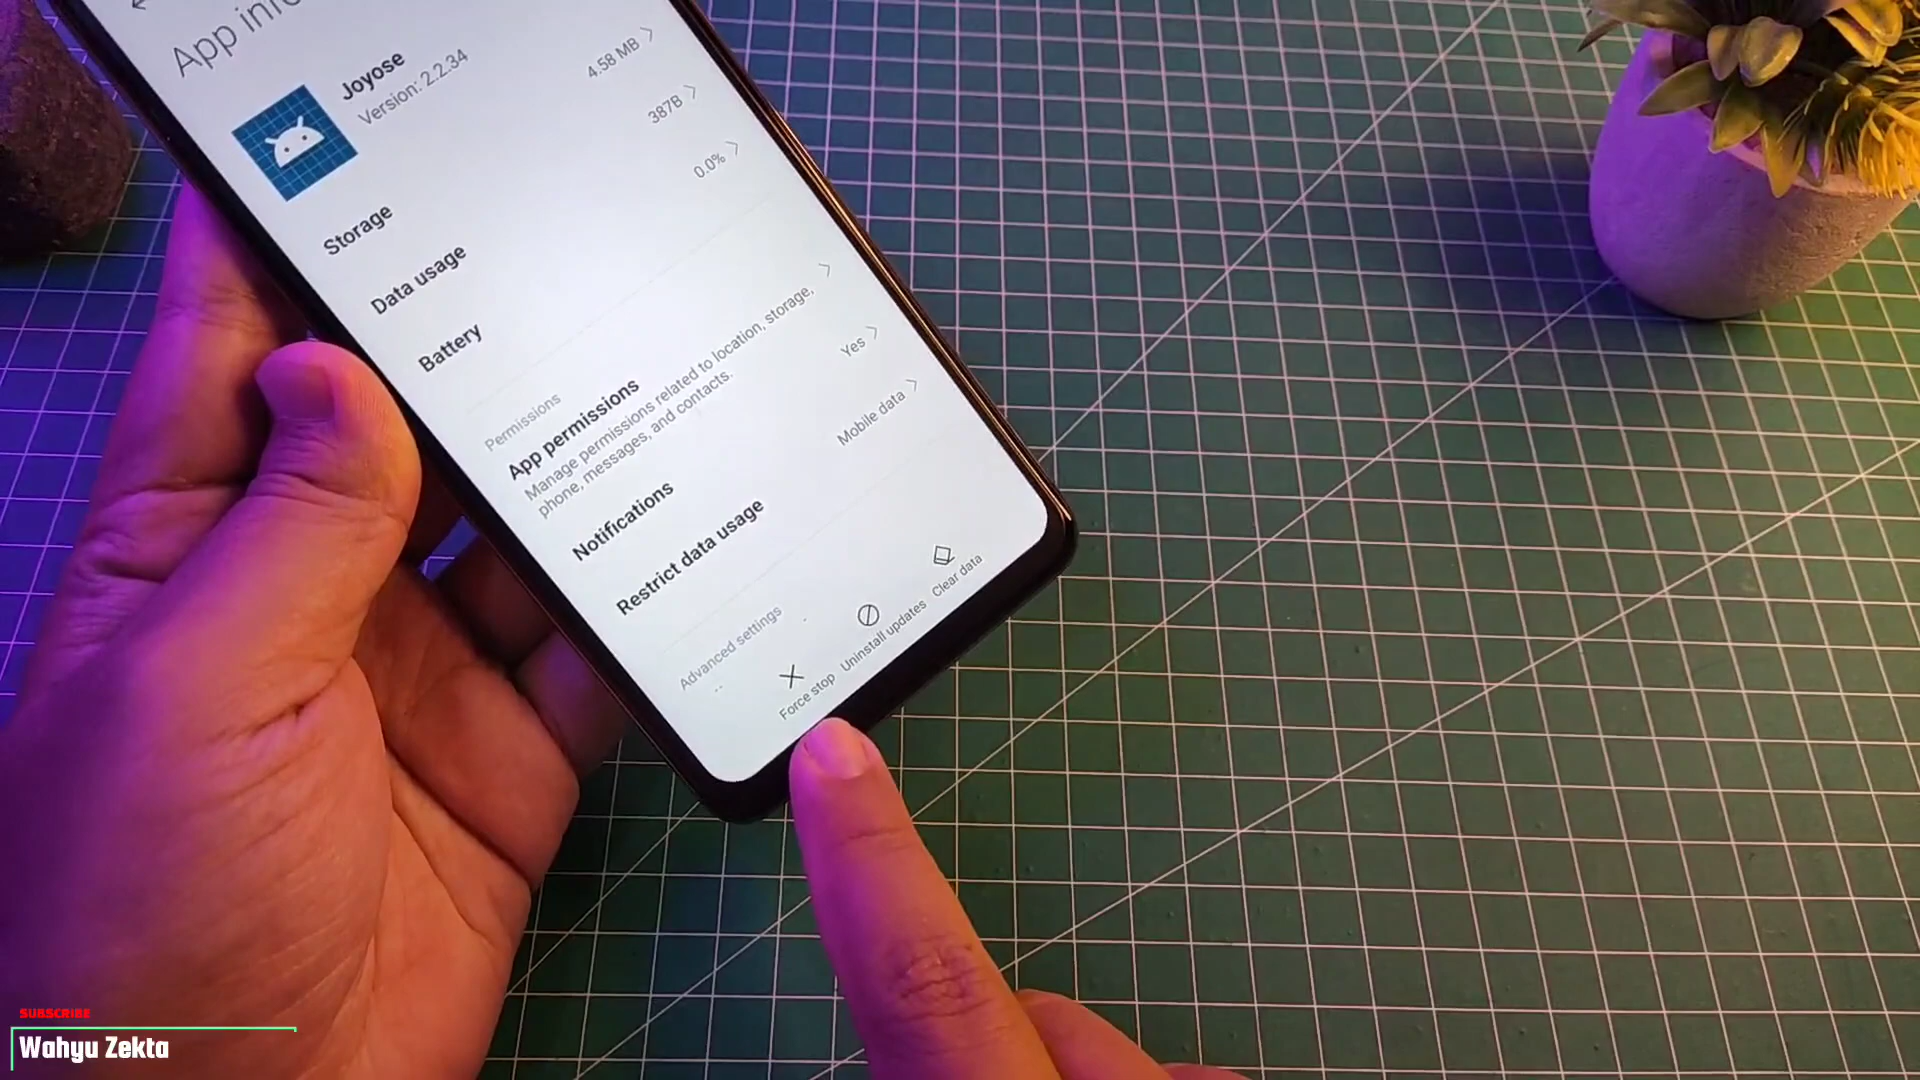 App info
Joyose
Version: 2.2.34
Storage
4.58 MB
Data usage
387B
Battery
0.0%
Permissions
App permissions
Manage permissions related to location, storage,
phone, messages, and contacts.
Notifications
Yes
Restrict data usage
Mobile data
Advanced settings
Force stop
Uninstall updates
Clear data
SUBSCRIBE
Wahyu Zekta